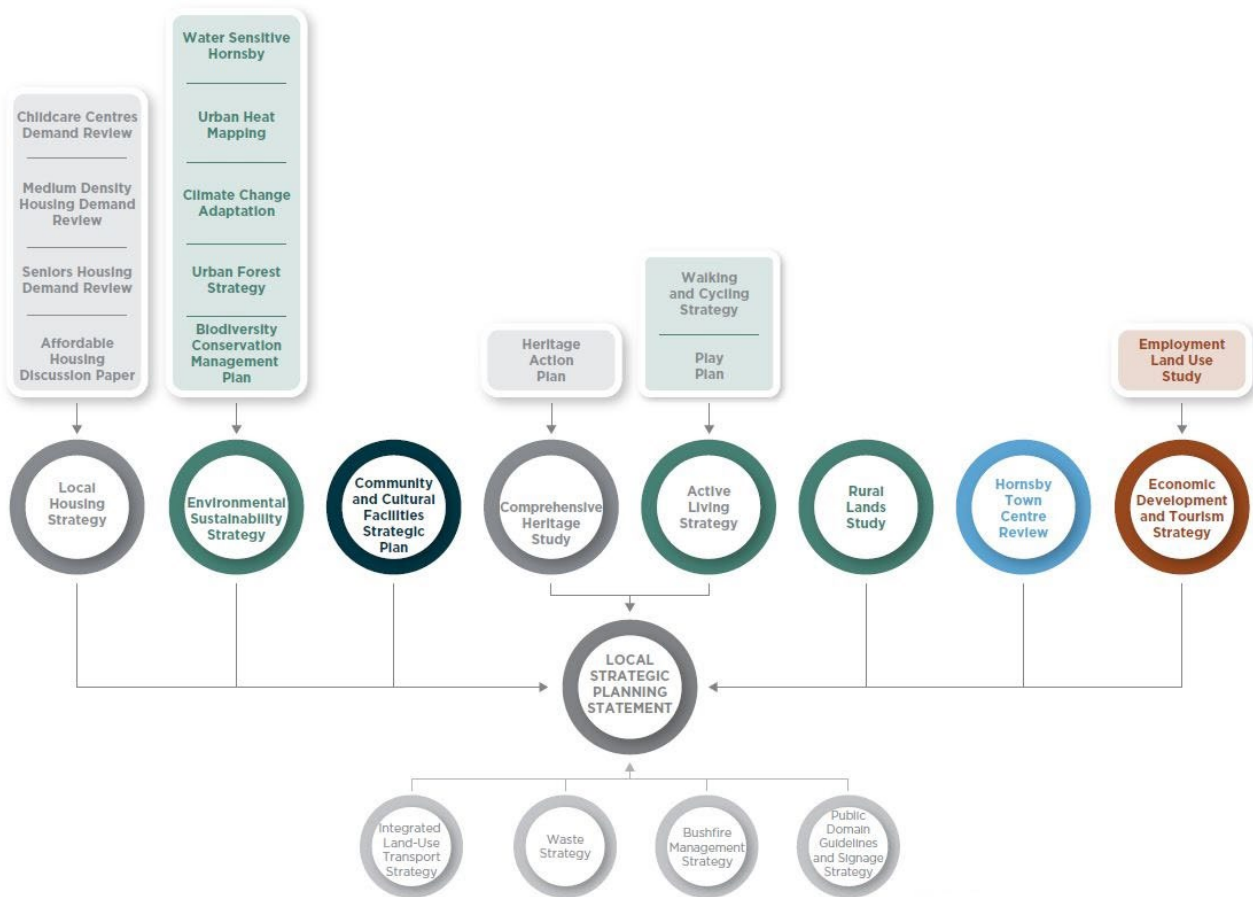 Childcare Centres
Demand Review
Medium Density
Housing Demand
Review
Seniors Housing
Demand Review
Affordable
Housing
Discussion Paper
Water Sensitive
Hornsby
Urban Heat
Mapping
Climate Change
Adaptation
Urban Forest
Strategy
Biodiversity
Conservation
Management
Plan
Heritage
Action
Plan
Walking
and Cycling
Strategy
Play
Plan
Employment
Land Use
Study
Local
Housing
Strategy
Environmental
Sustainability
Strategy
Community
and Cultural
Facilities
Strategic
Plan
Comprehensive
Heritage
Study
Active
Living
Strategy
Rural
Lands
Study
Hornsby
Town
Centre
Review
Economic
Development
and Tourism
Strategy
LOCAL
STRATEGIC
PLANNING
STATEMENT
Integrated
Land-Use
Transport
Strategy
Waste
Strategy
Bushfire
Management
Strategy
Public
Domain
Guidelines
and Signage
Strategy